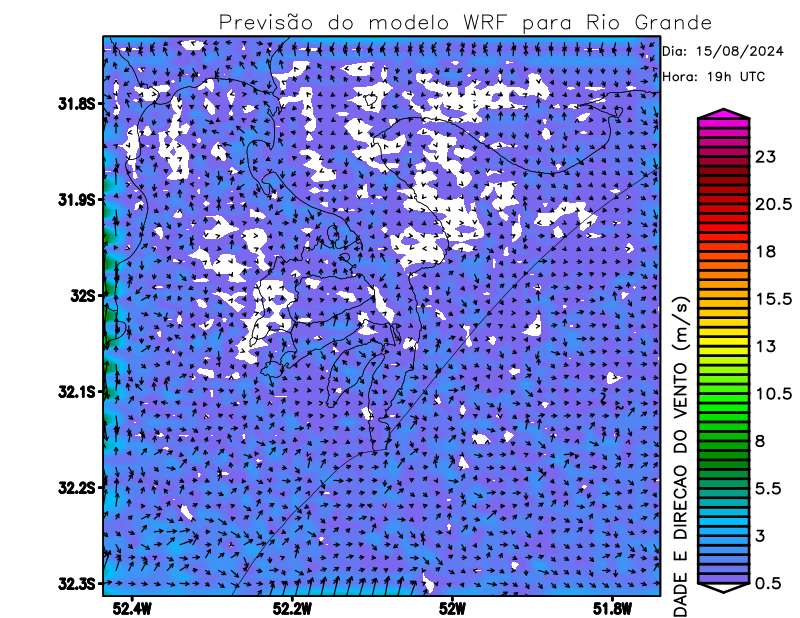 Previsão do modelo WRF para Rio Grande
Dia: 15/08/2024
Hora: 19h UTC
31.8S
31.9S
32S
32.1S
32.2S
32.3S
52.4W
52.2W
52W
51.8W
DADE E DIRECAO DO VENTO (m/s)
23
20.5
18
15.5
13
10.5
8
5.5
3
0.5